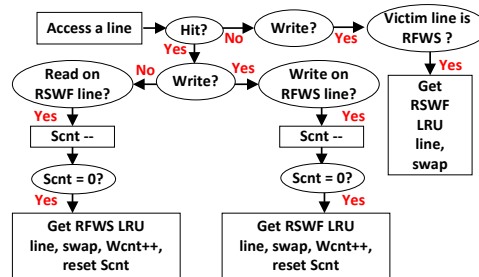 Access a line
Hit?
No
Write?
Yes
Victim line is
RFWS ?
Yes
Yes
Get
RSWF
LRU
line,
swap
Read on
RSWF
line?
No
Write?
Yes
Write on
RFWS
line?
Yes
Scnt --
Yes
Scnt --
Scnt = 0?
Scnt = 0?
Yes
Get RFWS LRU
line, swap, Wcnt++,
reset Scnt
Yes
Get RSWF LRU
line, swap, Wcnt++,
reset Scnt